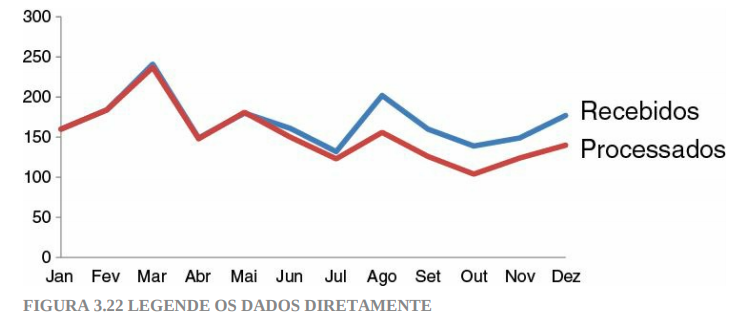 300
250
200
150
100
50
0
Recebidos
Processados
Jan Fev Mar Abr Mai Jun Jul Ago Set Out Nov Dez
FIGURA 3.22 LEGENDE OS DADOS DIRETAMENTE